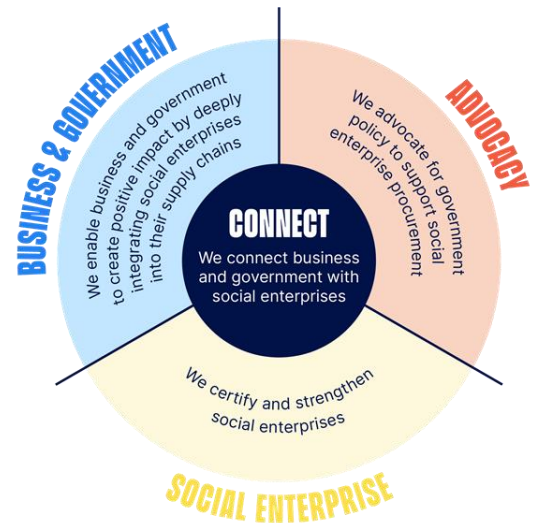 BUSINESS & GOVERNMENT
We enable business and government
to create positive impact by deeply
integrating social enterprises
into their supply chains
ADVOCACY
We advocate for government
policy to support social
enterprise procurement
CONNECT
We connect business
and government with
social enterprises
We certify and strengthen
social enterprises
SOCIAL ENTERPRISE